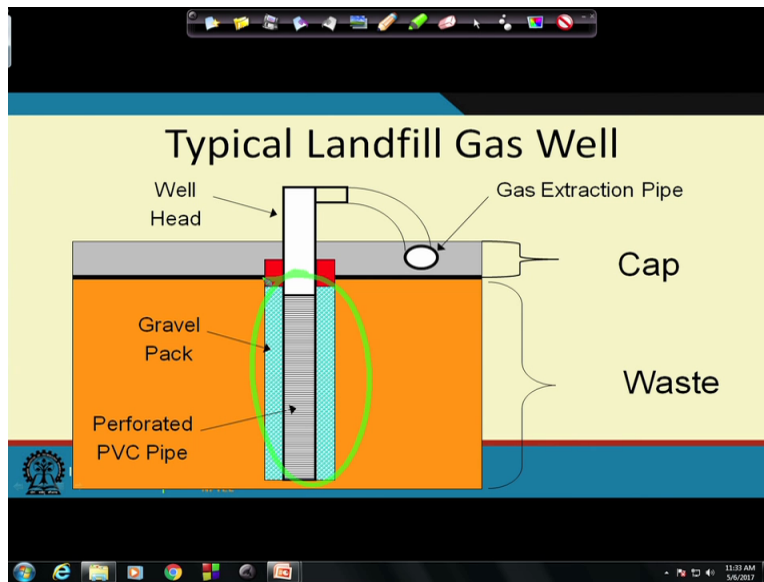 Typical Landfill Gas Well
Well
Head
Gas Extraction Pipe
Cap
Gravel
Pack
Waste
Perforated
PVC Pipe
11:33 AM
5/6/2017